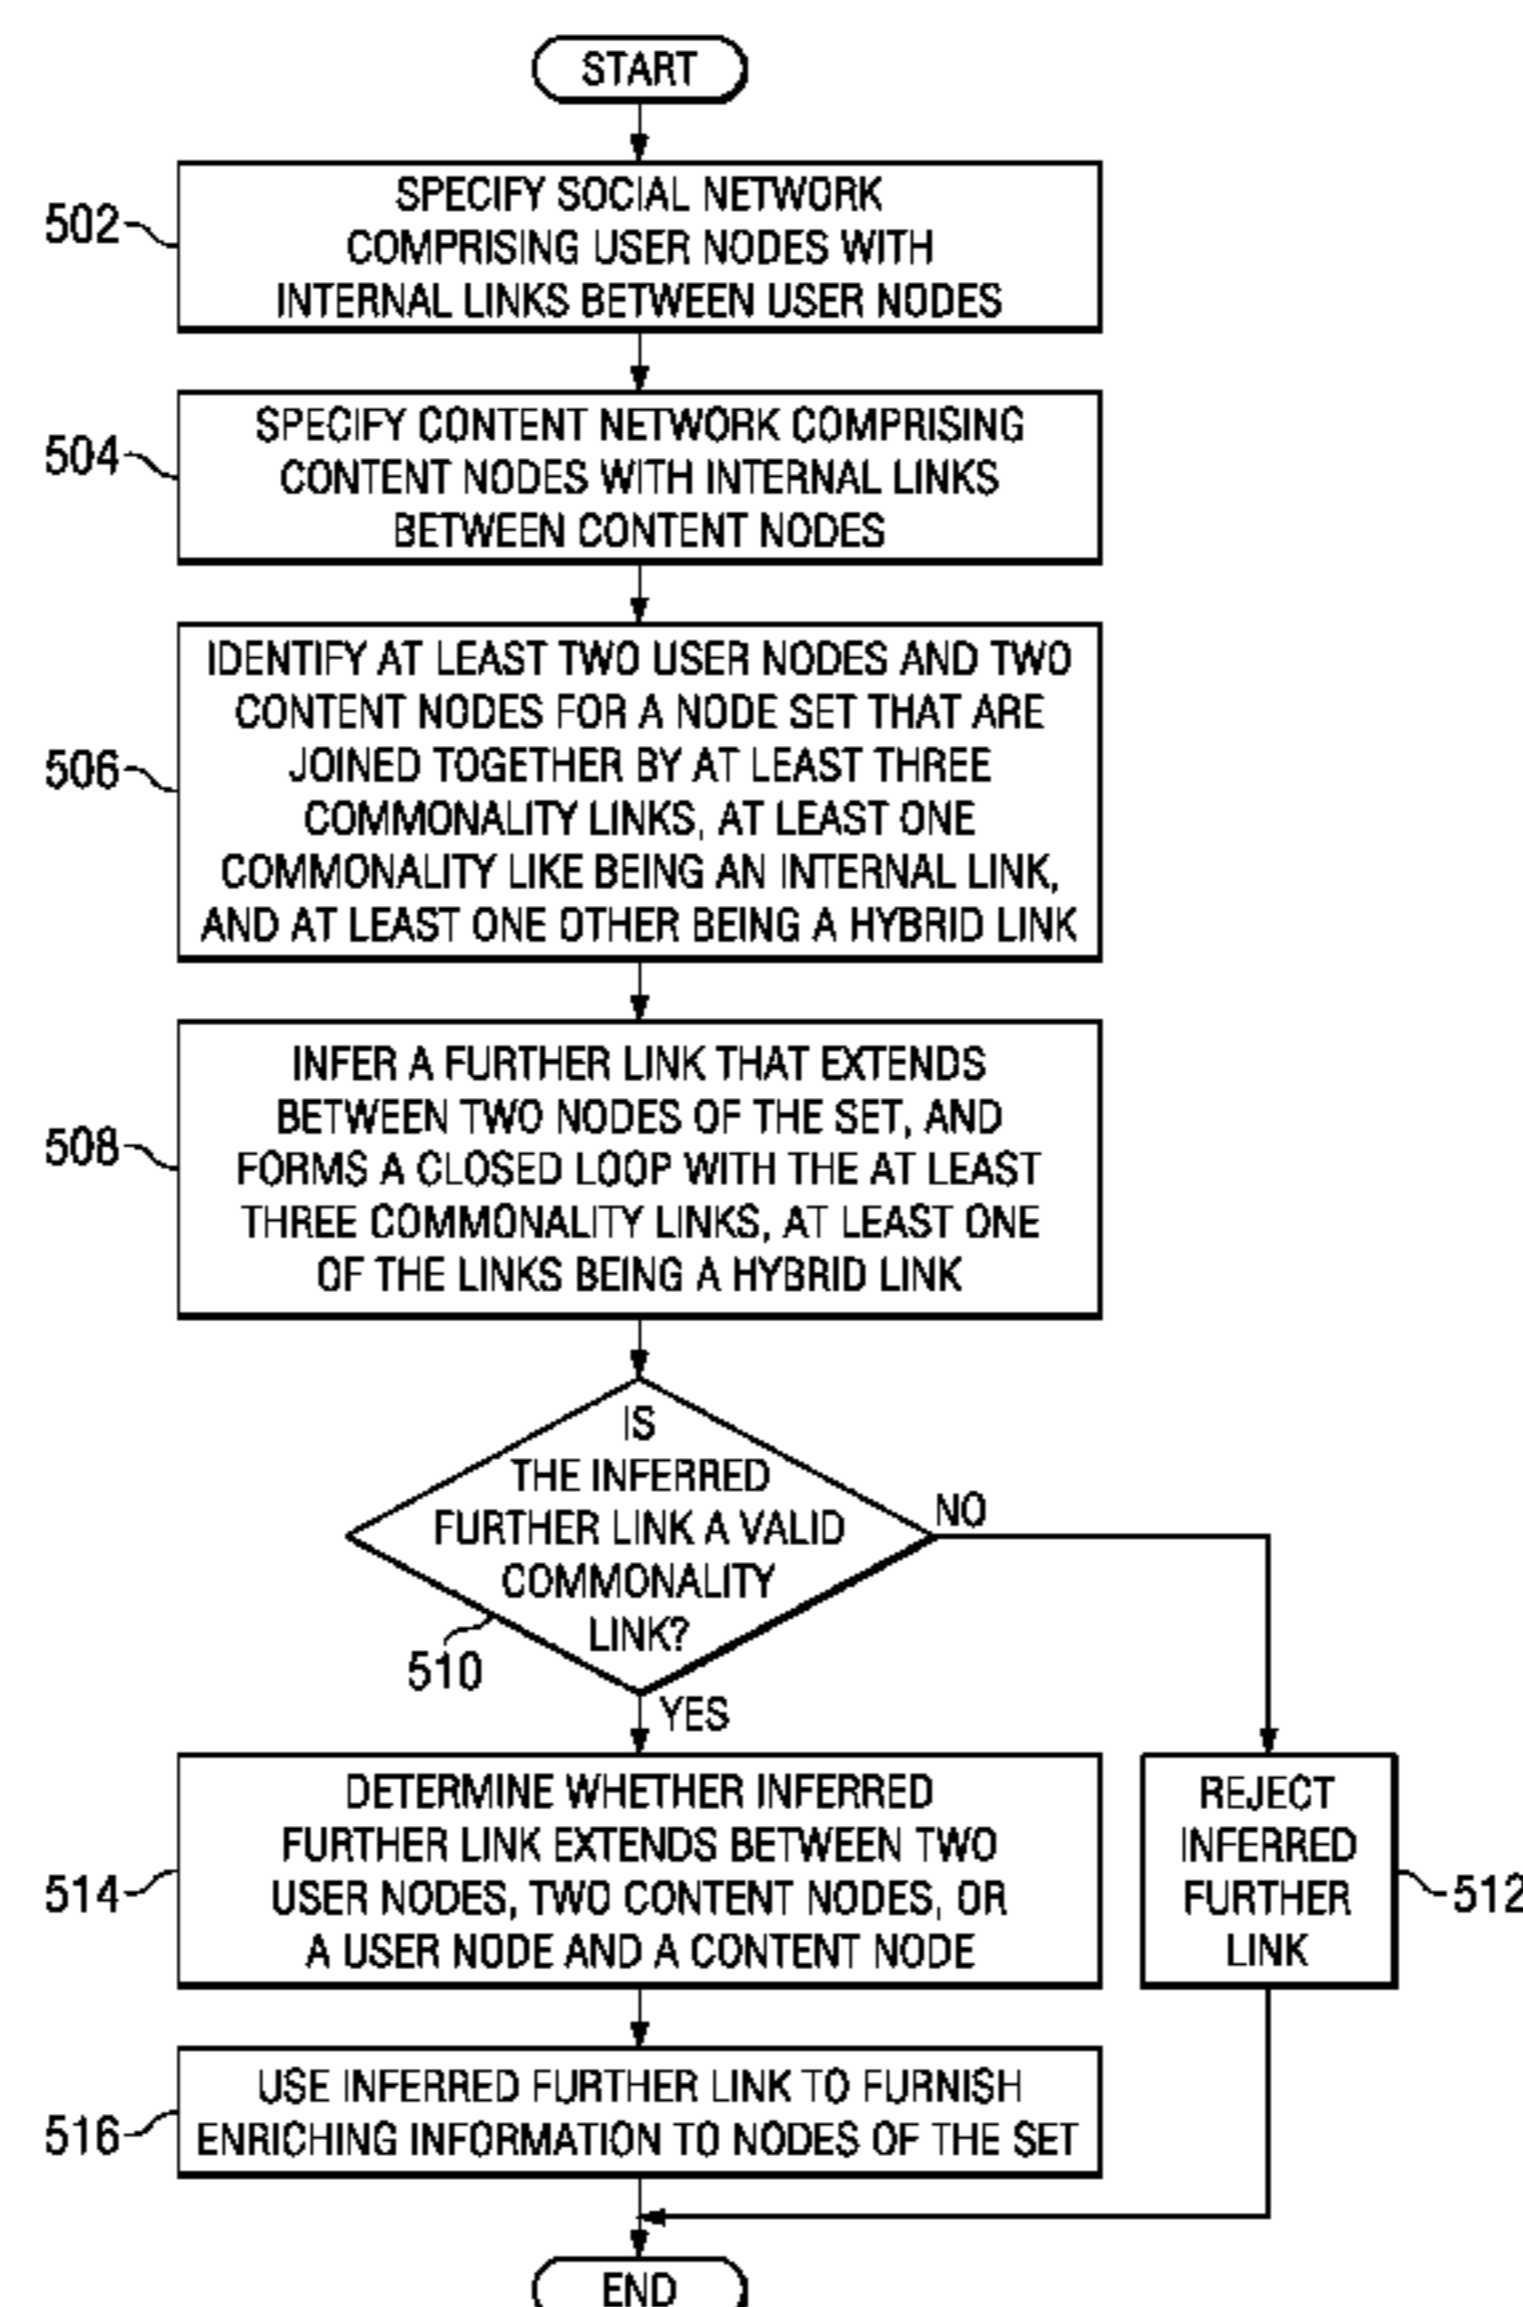 START
502
SPECIFY SOCIAL NETWORK
COMPRISING USER NODES WITH
INTERNAL LINKS BETWEEN USER NODES
504
SPECIFY CONTENT NETWORK COMPRISING
CONTENT NODES WITH INTERNAL LINKS
BETWEEN CONTENT NODES
506
IDENTIFY AT LEAST TWO USER NODES AND TWO
CONTENT NODES FOR A NODE SET THAT ARE
JOINED TOGETHER BY AT LEAST THREE
COMMONALITY LINKS, AT LEAST ONE
COMMONALITY LIKE BEING AN INTERNAL LINK,
AND AT LEAST ONE OTHER BEING A HYBRID LINK
508
INFER A FURTHER LINK THAT EXTENDS
BETWEEN TWO NODES OF THE SET, AND
FORMS A CLOSED LOOP WITH THE AT LEAST
THREE COMMONALITY LINKS, AT LEAST ONE
OF THE LINKS BEING A HYBRID LINK
IS
THE INFERRED
FURTHER LINK A VALID
COMMONALITY
LINK?
510
NO
YES
514
DETERMINE WHETHER INFERRED
FURTHER LINK EXTENDS BETWEEN TWO
USER NODES, TWO CONTENT NODES, OR
A USER NODE AND A CONTENT NODE
REJECT
INFERRED
FURTHER
LINK
512
516
USE INFERRED FURTHER LINK TO FURNISH
ENRICHING INFORMATION TO NODES OF THE SET
END